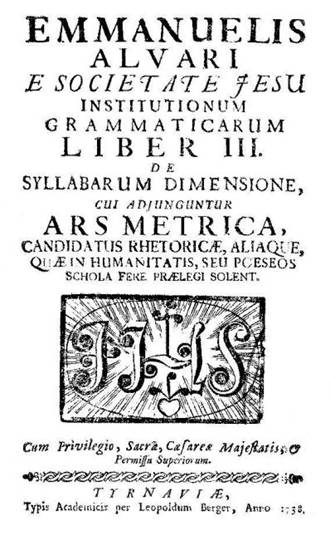 EMMANUELIS
ALVARI
E SOCIETATE JESU
INSTITUTIONUM
GRAMMATICARUM
LIBER III.
DE
SYLLABARUM DIMENSIONE,
CUI ADJUNGUNTUR
ARS METRICA,
CANDIDATUS RHETORICÆ, ALIAQUE,
QUÆ IN HUMANITATIS, SEU POESEOS
SCHOLA FERE PRÆLEGI SOLENT.
IHS
Cum Privilegio, Sacræ, Cæsareæ Majestatis, &
Permissu Superiorum.
TYRNAVIÆ,
Typis Academicis per Leopoldum Berger, Anno 1738.